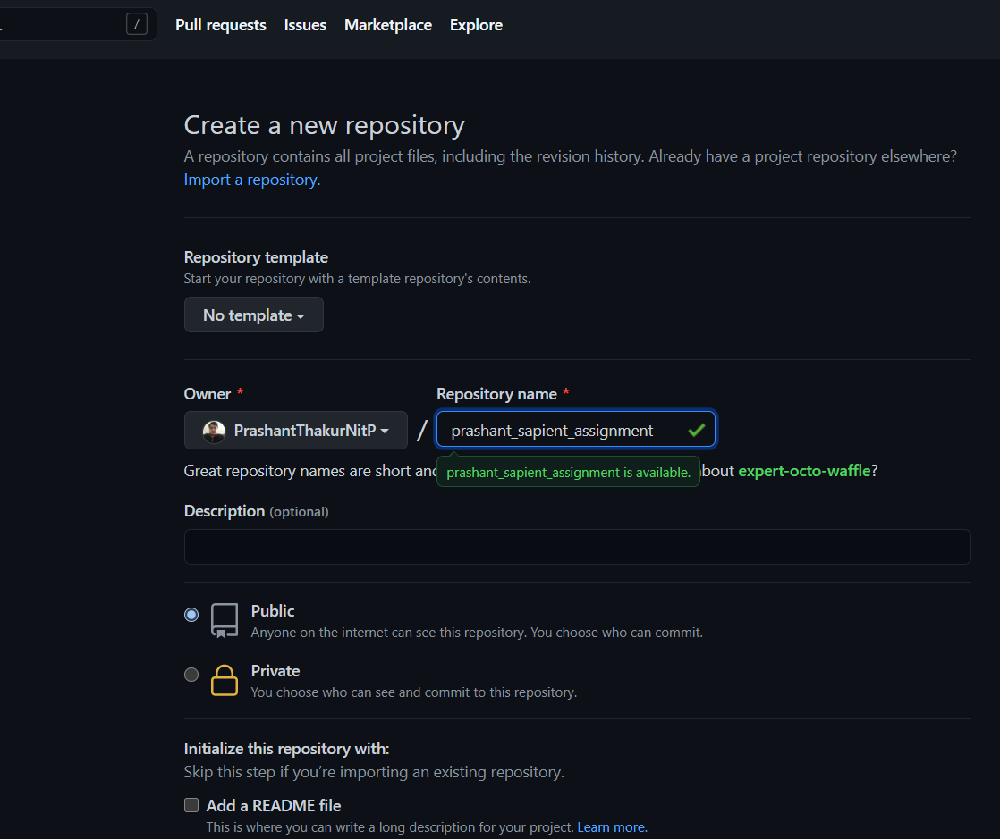 / Pull requests Issues Marketplace Explore
Create a new repository
A repository contains all project files, including the revision history. Already have a project repository elsewhere?
Import a repository.
Repository template
Start your repository with a template repository's contents.
No template
Owner * Repository name *
PrashantThakurNitP / prashant_sapient_assignment
Great repository names are short and about expert-octo-waffle?
prashant_sapient_assignment is available.
Description (optional)
Public
Anyone on the internet can see this repository. You choose who can commit.
Private
You choose who can see and commit to this repository.
Initialize this repository with:
Skip this step if you’re importing an existing repository.
Add a README file
This is where you can write a long description for your project. Learn more.